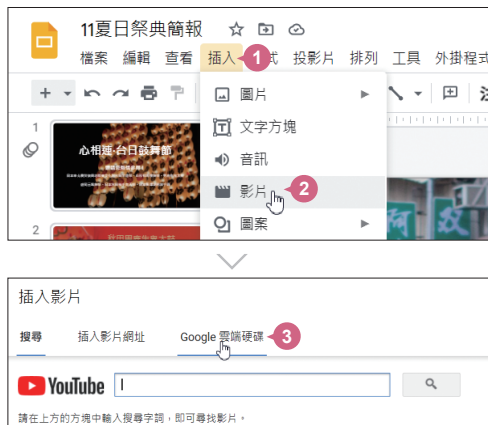 11夏日祭典簡報
檔案 編輯 查看 插入 1 式 投影片 排列 工具 外掛程式
1
心相連‧台日鼓舞節
圖片
文字方塊
音訊
影片 2
圖案
2
插入影片
搜尋 插入影片網址 Google 雲端硬碟 3
YouTube
請在上方的方塊中輸入搜尋字詞，即可尋找影片。